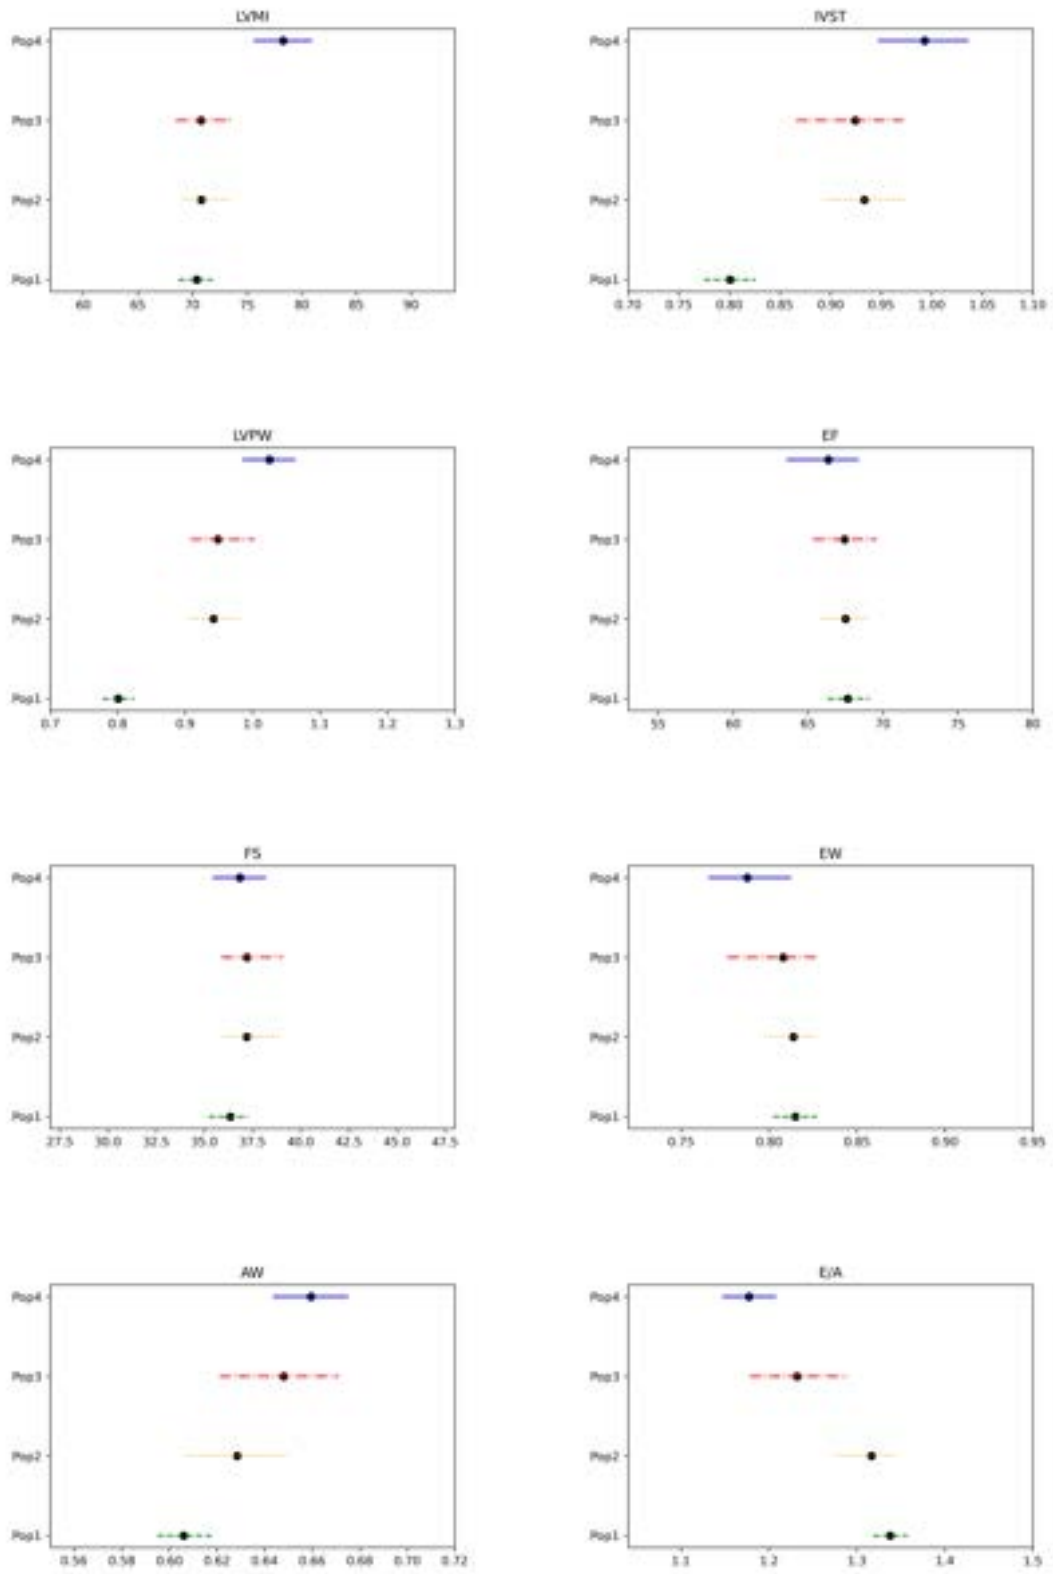 LVMI
Pop4
Pop3
Pop2
Pop1
60 65 70 75 80 85 90
IVST
Pop4
Pop3
Pop2
Pop1
0.70 0.75 0.80 0.85 0.90 0.95 1.00 1.05 1.10
LVPW
Pop4
Pop3
Pop2
Pop1
0.7 0.8 0.9 1.0 1.1 1.2 1.3
EF
Pop4
Pop3
Pop2
Pop1
55 60 65 70 75 80
FS
Pop4
Pop3
Pop2
Pop1
27.5 30.0 32.5 35.0 37.5 40.0 42.5 45.0 47.5
EW
Pop4
Pop3
Pop2
Pop1
0.75 0.80 0.85 0.90 0.95
AW
Pop4
Pop3
Pop2
Pop1
0.56 0.58 0.60 0.62 0.64 0.66 0.68 0.70 0.72
E/A
Pop4
Pop3
Pop2
Pop1
1.1 1.2 1.3 1.4 1.5